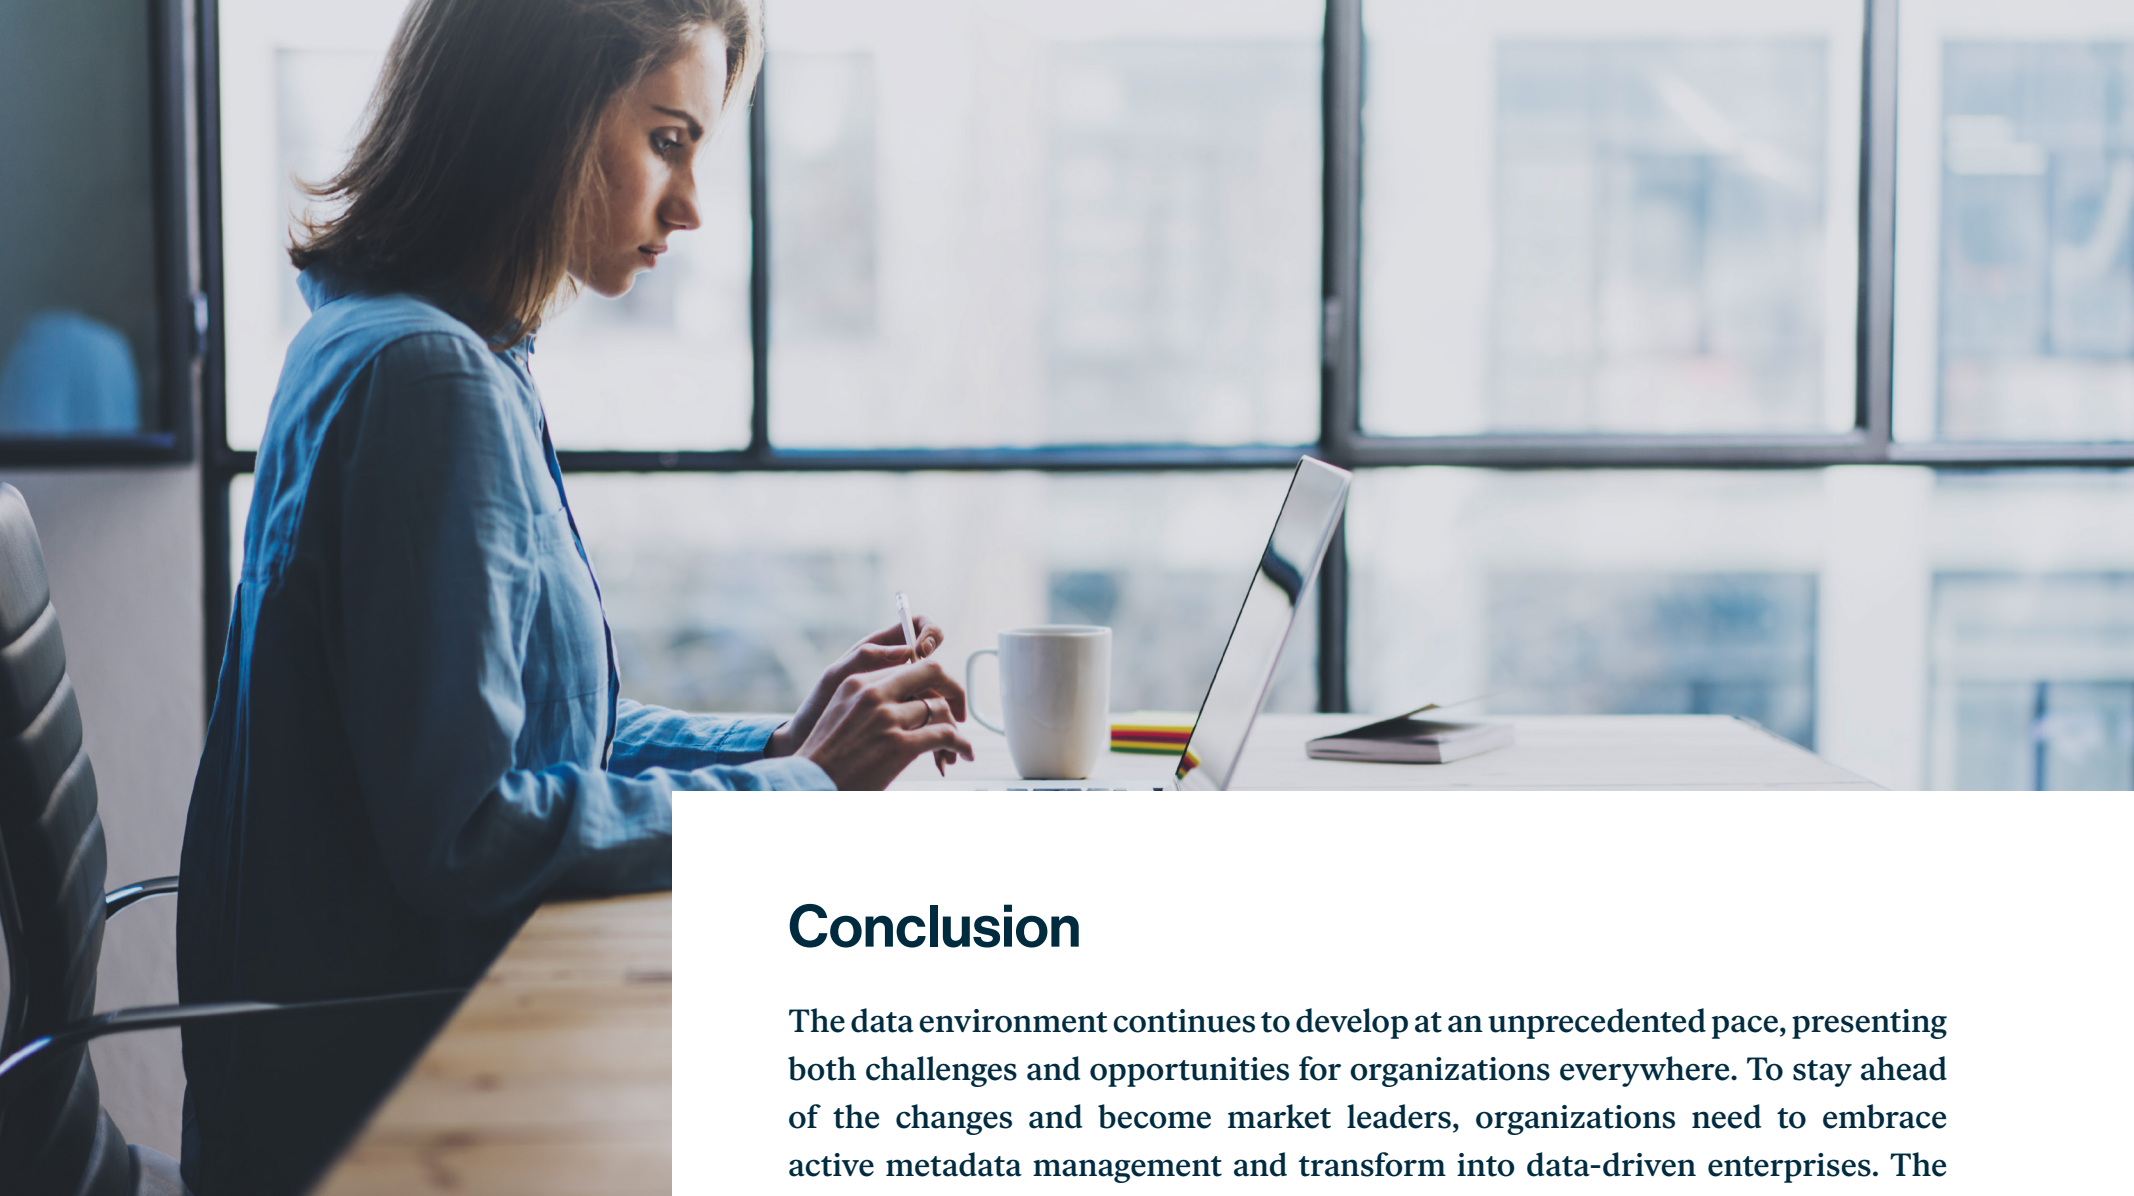 Conclusion
The data environment continues to develop at an unprecedented pace, presenting
both challenges and opportunities for organizations everywhere. To stay ahead
of the changes and become market leaders, organizations need to embrace
active metadata management and transform into data-driven enterprises. The